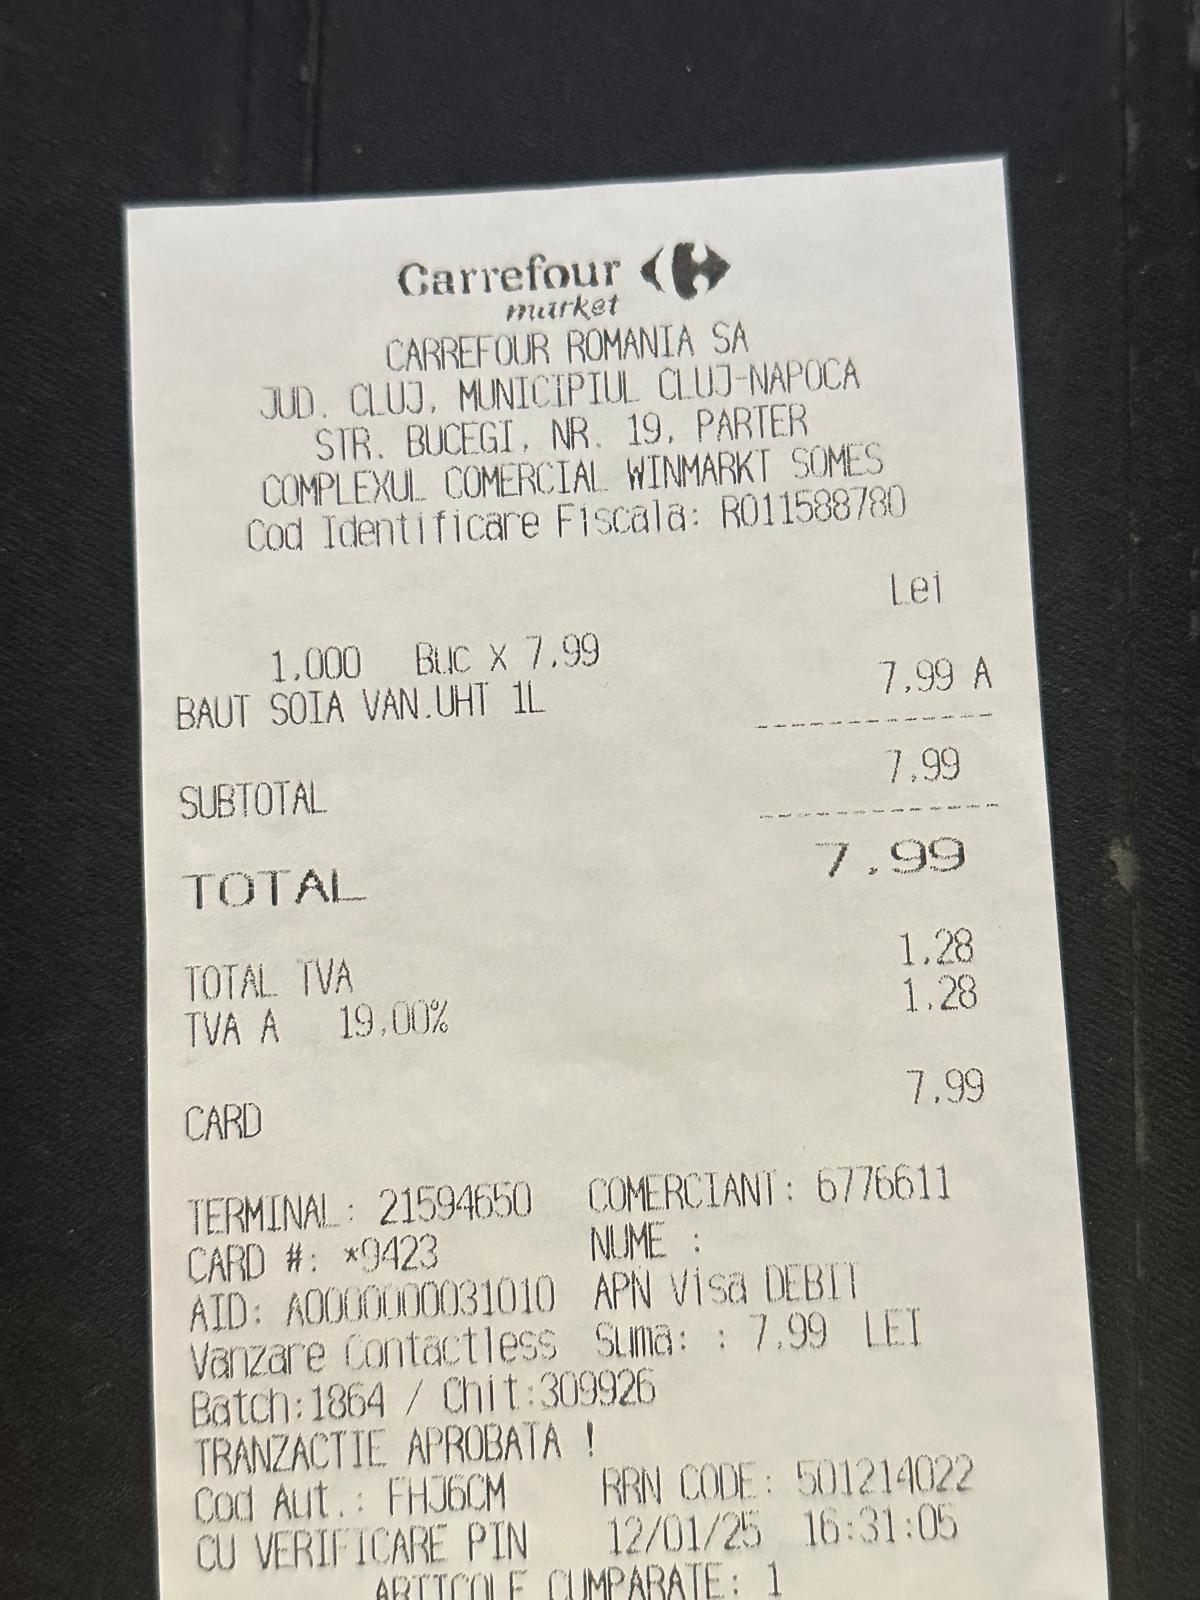 Carrefour
market
CARREFOUR ROMANIA SA
JUD. CLUJ, MUNICIPIUL CLUJ-NAPOCA
STR. BUCEGI, NR. 19, PARTER
COMPLEXUL COMERCIAL WINMARKT SOMES
Cod Identificare Fiscala: RO11588780
Lei
1,000 Buc X 7,99
BAUT SOIA VAN.UHT 1L 7,99 A
SUBTOTAL 7,99
TOTAL 7,99
TOTAL TVA 1,28
TVA A 19,00% 1,28
CARD 7,99
TERMINAL: 21594650 COMERCIANT: 6776611
CARD #: *9423 NUME :
AID: A0000000031010 APN Visa DEBIT
Vanzare Contactless Suma: : 7,99 LEI
Batch:1864 / Chit:309926
TRANZACTIE APROBATA !
Cod Aut.: FHJ6CM RRN CODE: 501214022
CU VERIFICARE PIN 12/01/25 16:31:05
ARTICOLE CUMPARATE: 1